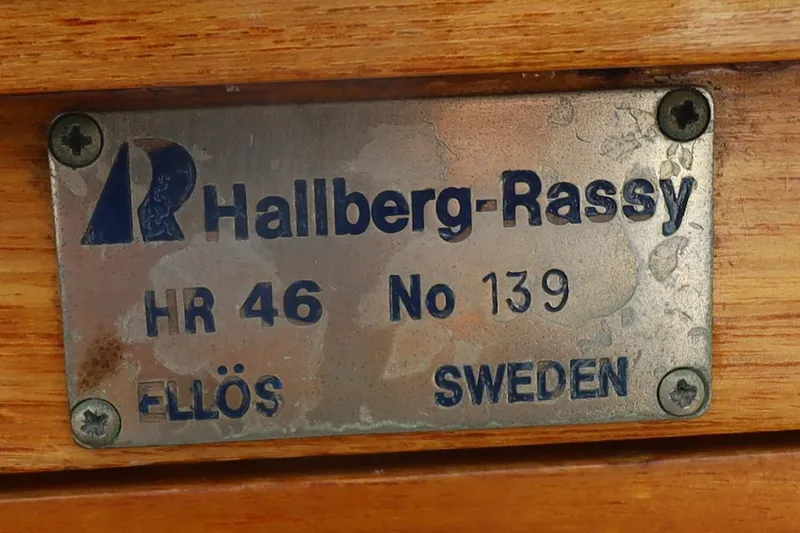 Hallberg-Rassy
HR 46 No 139
ELLÖS SWEDEN